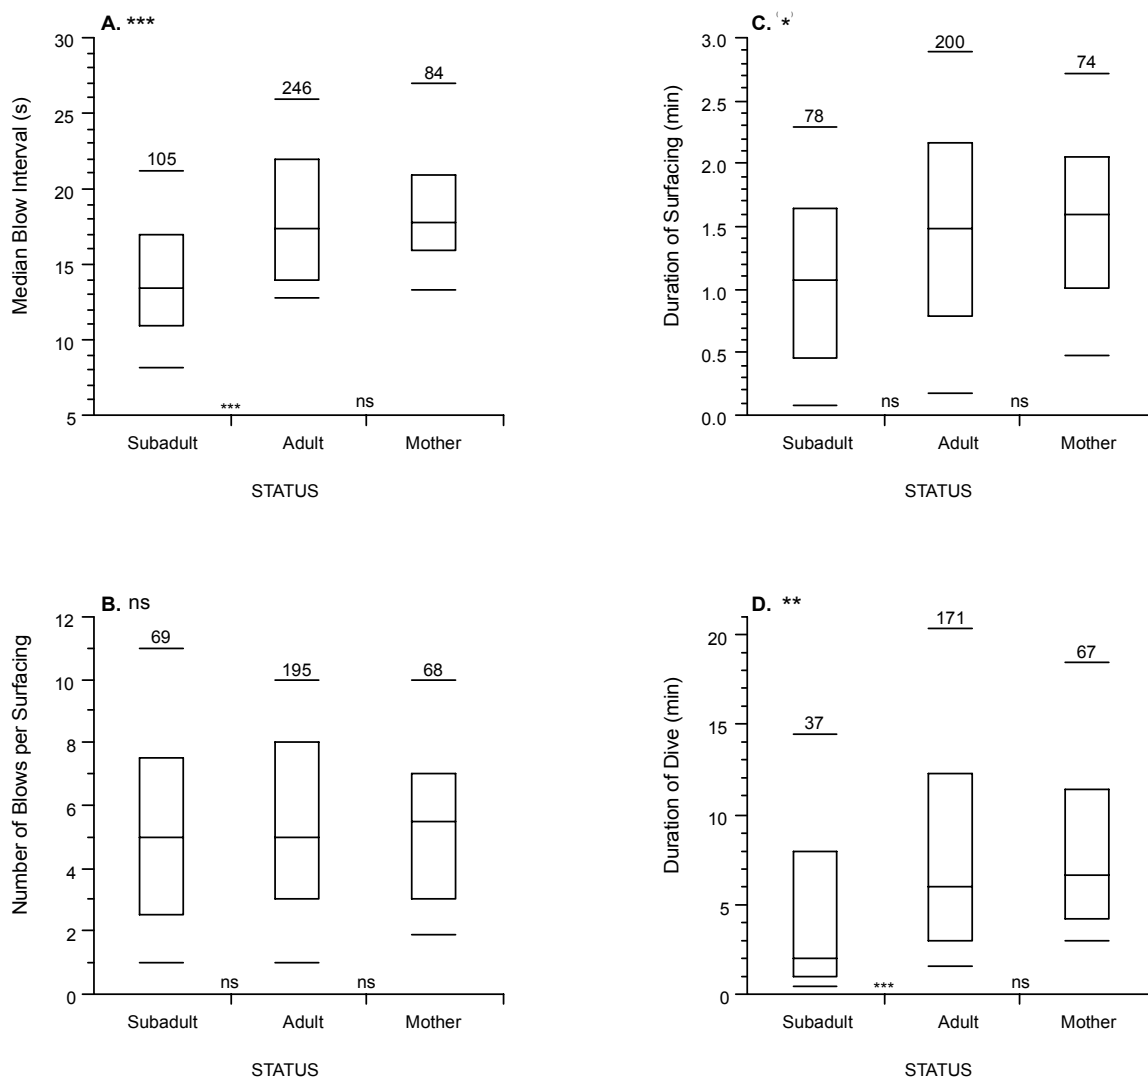 A. ***
Median Blow Interval (s)
30
25
20
15
10
5
105
246
84
***
ns
Subadult
Adult
Mother
STATUS
C. (*)
Duration of Surfacing (min)
3.0
2.5
2.0
1.5
1.0
0.5
0.0
78
200
74
ns
ns
Subadult
Adult
Mother
STATUS
B. ns
Number of Blows per Surfacing
12
10
8
6
4
2
0
69
195
68
ns
ns
Subadult
Adult
Mother
STATUS
D. **
Duration of Dive (min)
20
15
10
5
0
37
171
67
***
ns
Subadult
Adult
Mother
STATUS